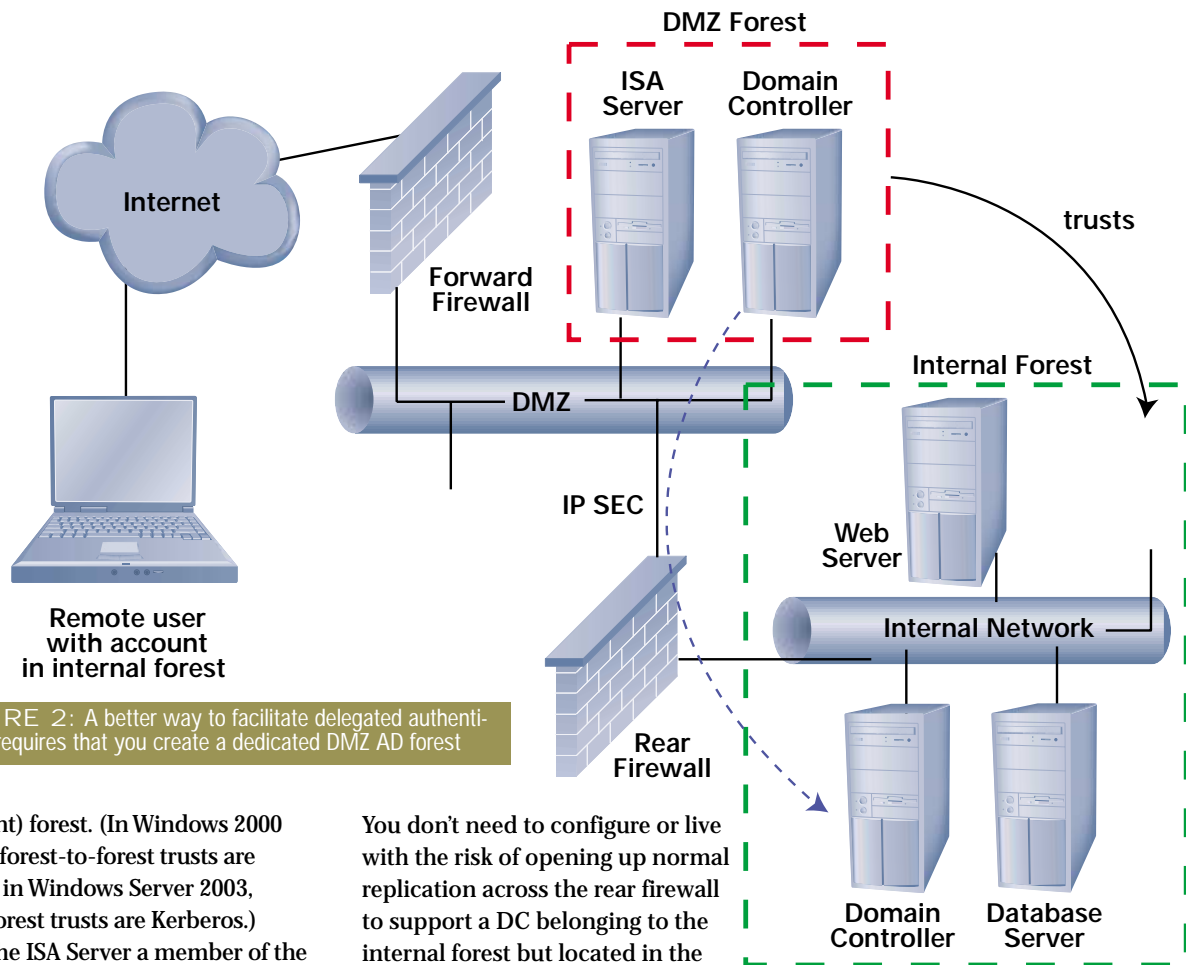 DMZ Forest
ISA
Server
Domain
Controller
Internet
trusts
Forward
Firewall
Internal Forest
DMZ
IP SEC
Web
Server
Remote user
with account
in internal forest
Internal Network
RE 2: A better way to facilitate delegated authenti-
requires that you create a dedicated DMZ AD forest
Rear
Firewall
Domain
Controller
Database
Server
nt) forest. (In Windows 2000
forest-to-forest trusts are
in Windows Server 2003,
orest trusts are Kerberos.)
he ISA Server a member of the
You don't need to configure or live
with the risk of opening up normal
replication across the rear firewall
to support a DC belonging to the
internal forest but located in the